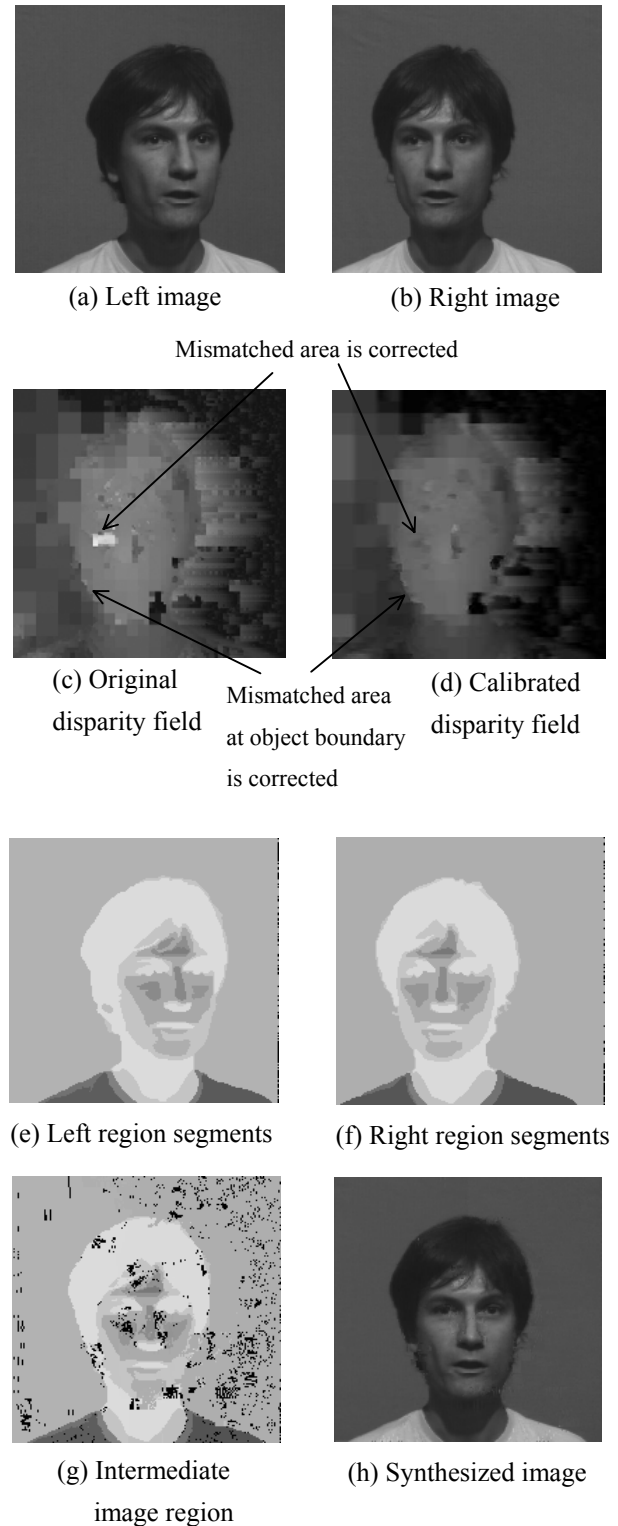 (a) Left image
(b) Right image
Mismatched area is corrected
(c) Original
disparity field
Mismatched area
at object boundary
is corrected
(d) Calibrated
disparity field
(e) Left region segments
(f) Right region segments
(g) Intermediate
image region
(h) Synthesized image